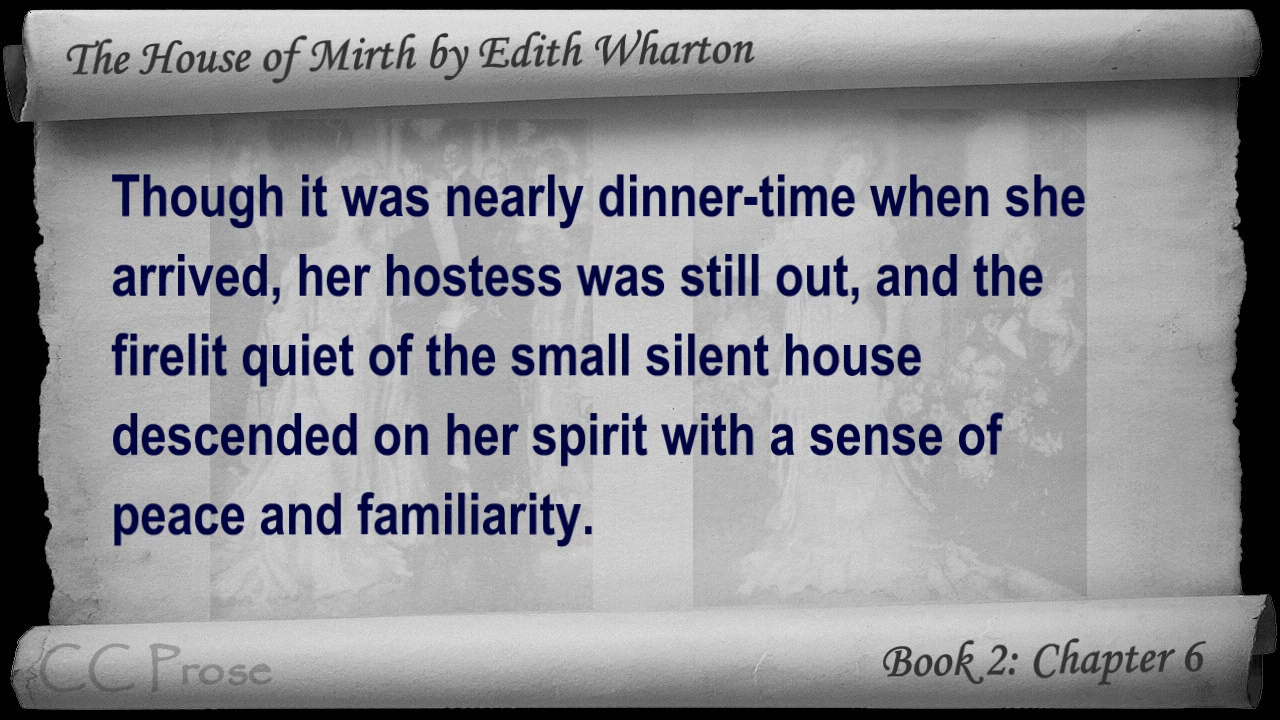 The House of Mirth by Edith Wharton
Though it was nearly dinner-time when she
arrived, her hostess was still out, and the
firelit quiet of the small silent house
descended on her spirit with a sense of
peace and familiarity.
CC Prose
Book 2: Chapter 6